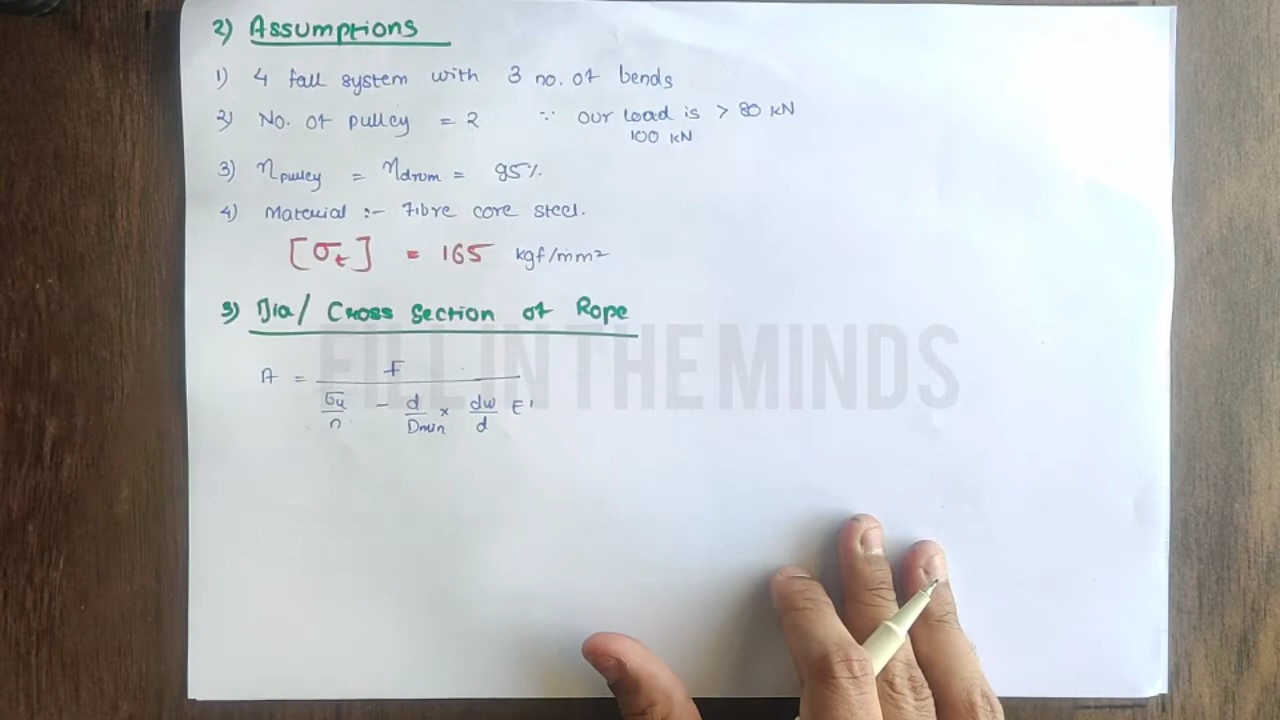 2) Assumptions
1) 4 fall system with 3 no. of bends
2) No. of pulley = 2 ∵ our load is > 80 kN
100 kN
3) η pulley = η drum = 95%
4) Material :- Fibre core steel.
[σt] = 165 kgf/mm²
3) Dia/ Cross Section of Rope
FILL IN THE MINDS
A = F
σu/n - d/Dmin × dw/d E'